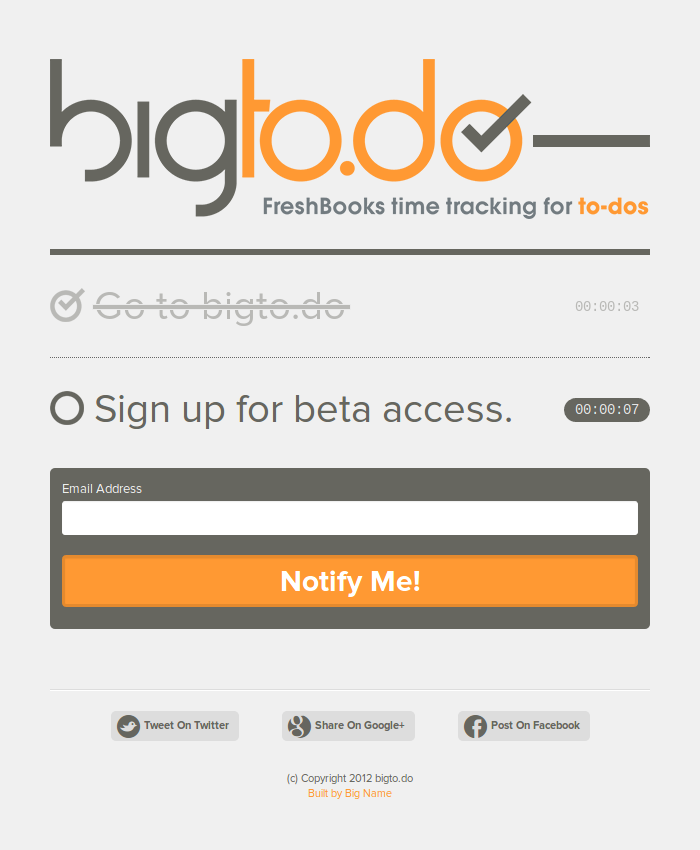 bigto.do
FreshBooks time tracking for to-dos
Go to bigto.do 00:00:03
Sign up for beta access. 00:00:07
Email Address
Notify Me!
Tweet On Twitter Share On Google+ Post On Facebook
(c) Copyright 2012 bigto.do
Built by Big Name